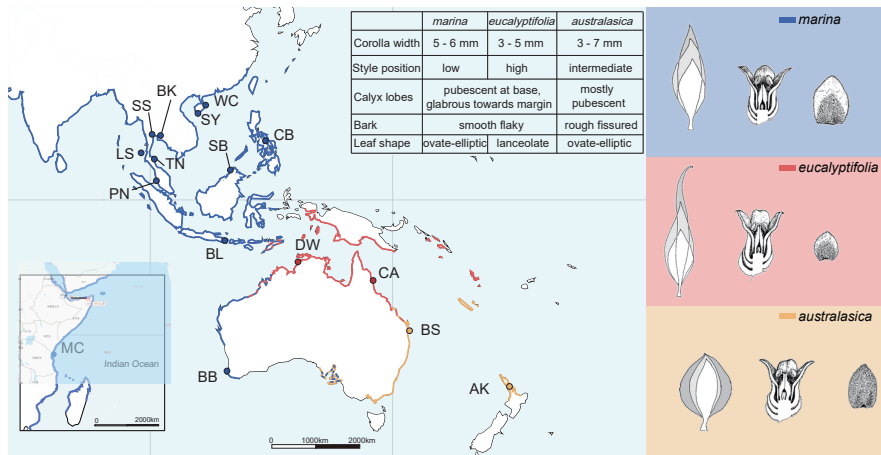 marina eucalyptifolia australasica
Corolla width 5 - 6 mm 3 - 5 mm 3 - 7 mm
Style position low high intermediate
Calyx lobes pubescent at base, glabrous towards margin mostly pubescent
Bark smooth flaky rough fissured
Leaf shape ovate-elliptic lanceolate ovate-elliptic
marina
eucalyptifolia
australasica
WC
BK
SS
SY
CB
SB
LS
TN
PN
BL
DW
CA
BS
BB
AK
MC
Indian Ocean
0 2000km
0 1000km 2000km